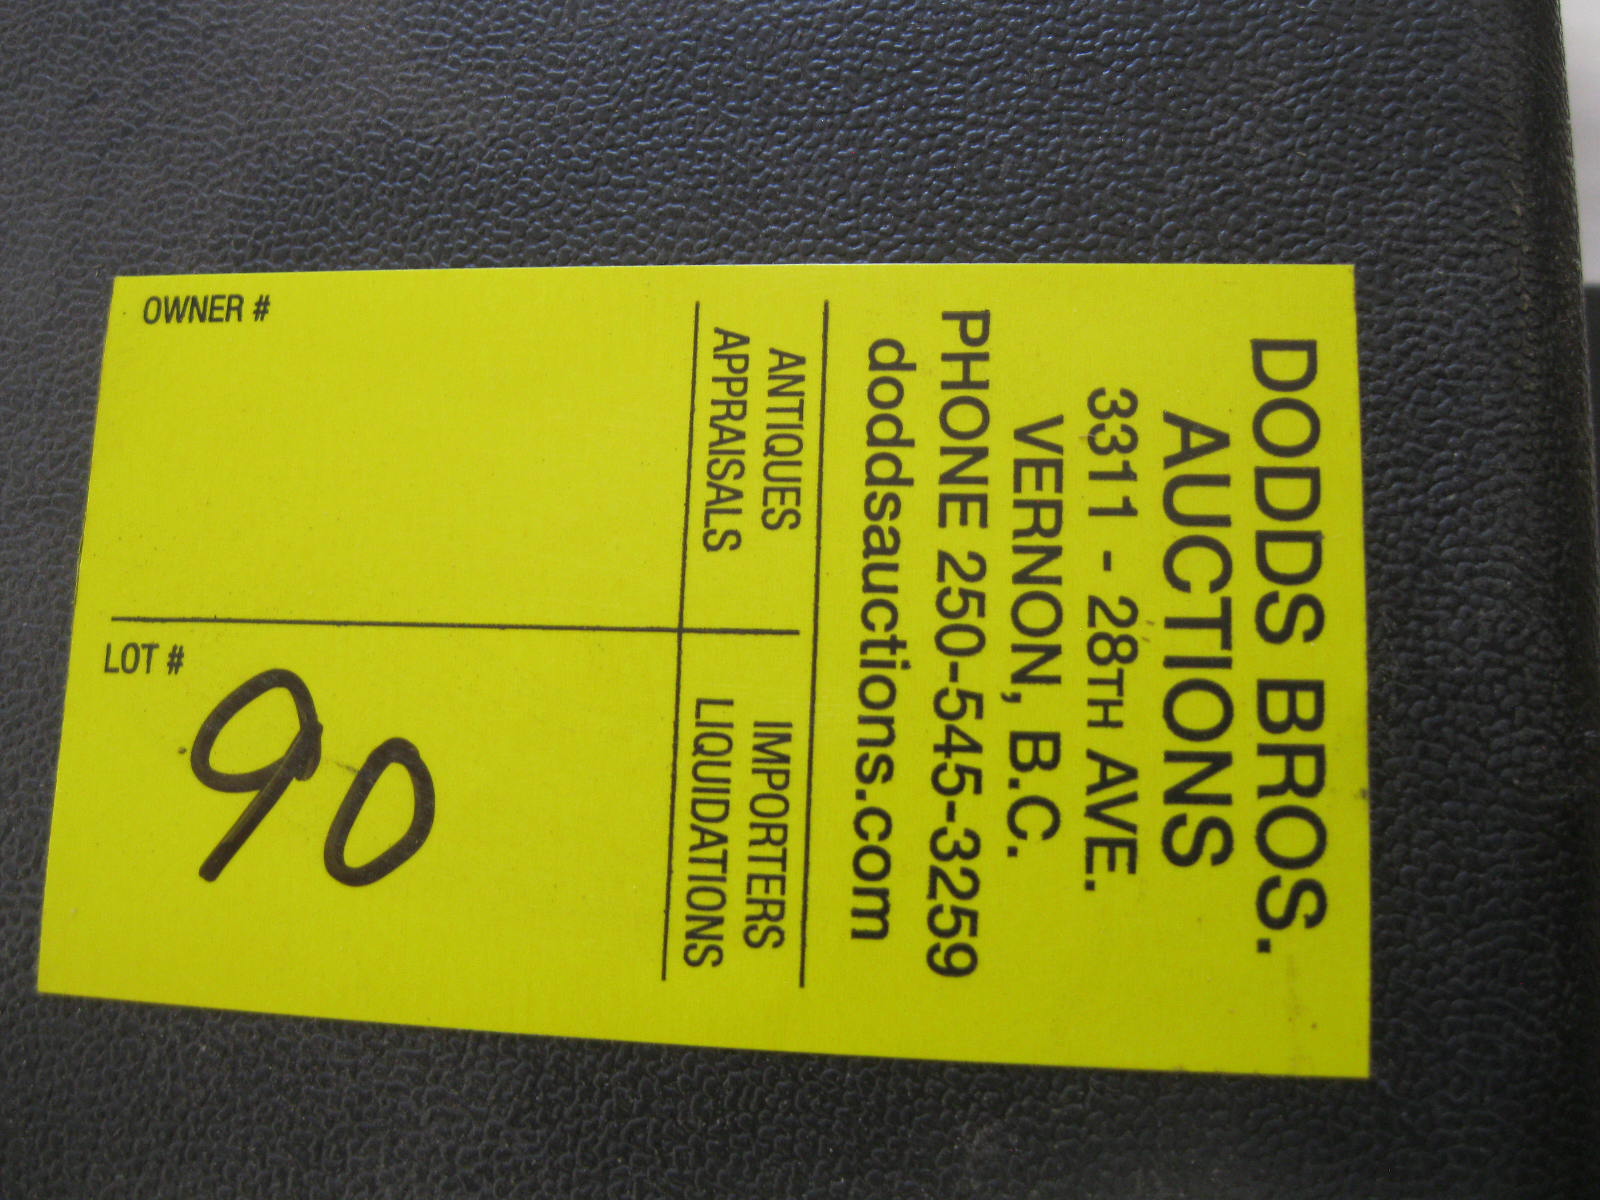 DODDS BROS.
AUCTIONS
3311 - 28TH AVE.
VERNON, B.C.
PHONE 250-545-3259
doddsauctions.com
ANTIQUES IMPORTERS
APPRAISALS LIQUIDATIONS
OWNER #
LOT #
90